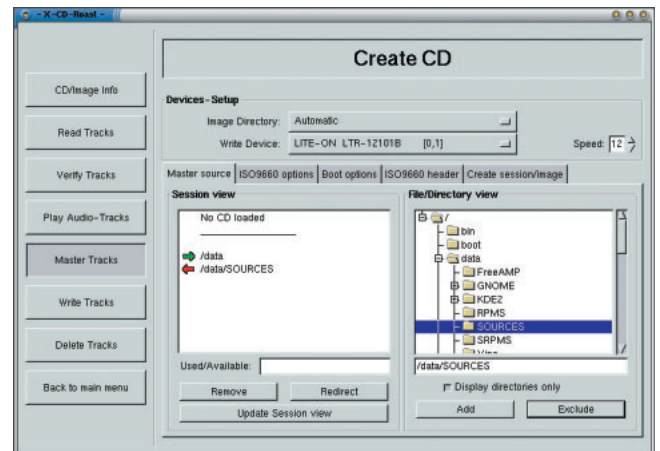 - X-CD-Roast -
Create CD
CD/Image Info
Read Tracks
Verify Tracks
Play Audio-Tracks
Master Tracks
Write Tracks
Delete Tracks
Back to main menu
Devices-Setup
Image Directory: Automatic
Write Device: LITE-ON LTR-12101B [0,1] Speed: 12
Master source ISO9660 options Boot options ISO9660 header Create session/image
Session view
No CD loaded
/data
/data/SOURCES
Used/Available:
Remove Redirect
Update Session view
File/Directory view
/
bin
boot
data
FreeAMP
GNOME
KDE2
RPMS
SOURCES
SRPMS
/data/SOURCES
Display directories only
Add Exclude